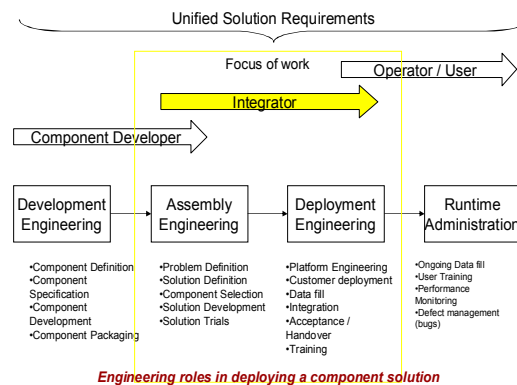 Unified Solution Requirements
Focus of work
Operator / User
Integrator
Component Developer
Development
Engineering
Assembly
Engineering
Deployment
Engineering
Runtime
Administration
•Component Definition
•Component
Specification
•Component
Development
•Component Packaging
•Problem Definition
•Solution Definition
•Component Selection
•Solution Development
•Solution Trials
•Platform Engineering
•Customer deployment
•Data fill
•Integration
•Acceptance /
Handover
•Training
•Ongoing Data fill
•User Training
•Performance
Monitoring
•Defect management
(bugs)
Engineering roles in deploying a component solution